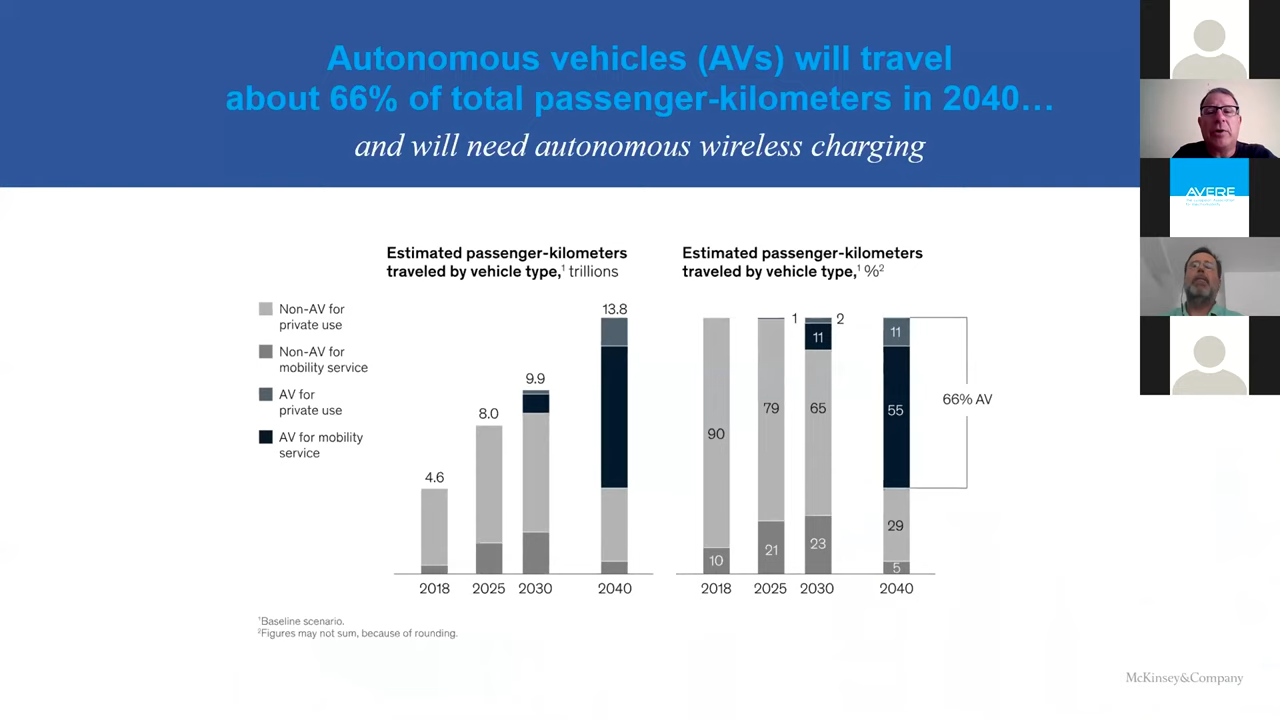 Autonomous vehicles (AVs) will travel
about 66% of total passenger-kilometers in 2040…
and will need autonomous wireless charging
AVERE
Estimated passenger-kilometers
traveled by vehicle type,¹ trillions
Non-AV for
private use
Non-AV for
mobility service
AV for
private use
AV for mobility
service
4.6
8.0
9.9
13.8
2018
2025
2030
2040
Estimated passenger-kilometers
traveled by vehicle type,¹ %²
90
10
1
79
21
2
11
65
23
11
55
29
5
66% AV
2018
2025
2030
2040
¹Baseline scenario.
²Figures may not sum, because of rounding.
McKinsey&Company